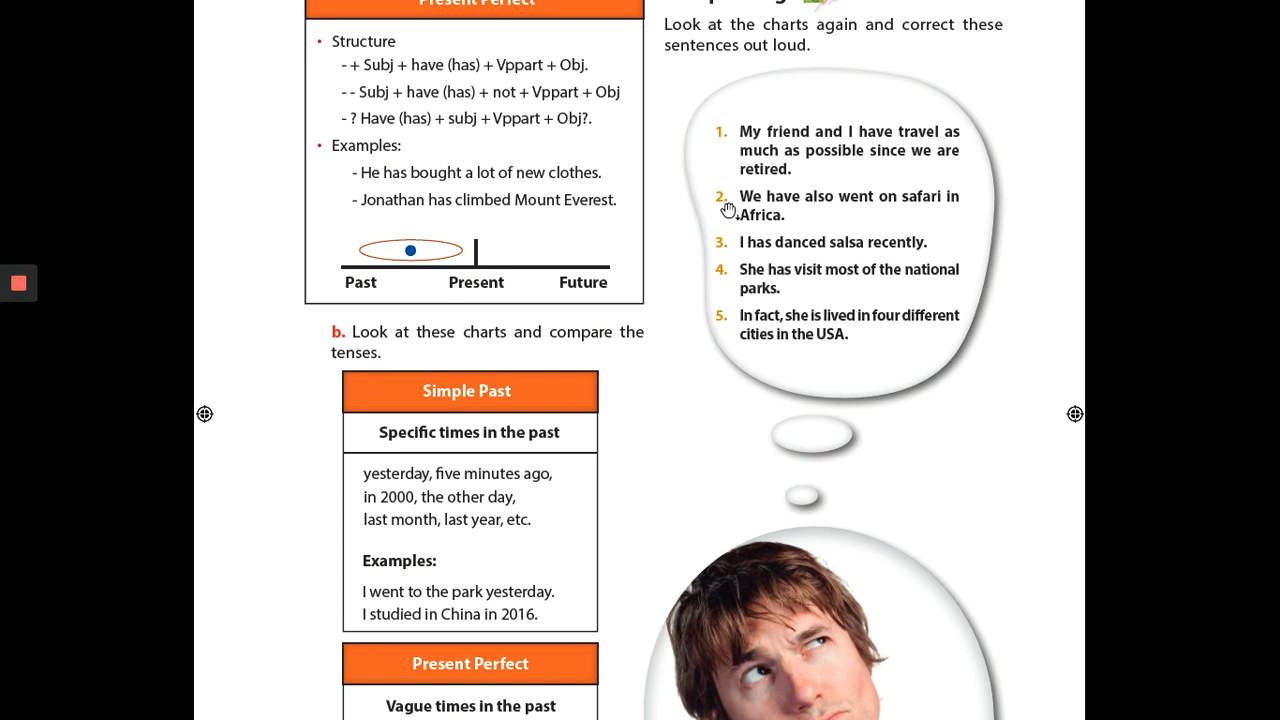 Present Perfect
• Structure
- + Subj + have (has) + Vppart + Obj.
- - Subj + have (has) + not + Vppart + Obj
- ? Have (has) + subj + Vppart + Obj?.
• Examples:
- He has bought a lot of new clothes.
- Jonathan has climbed Mount Everest.
Past Present Future
b. Look at these charts and compare the
tenses.
Simple Past
Specific times in the past
yesterday, five minutes ago,
in 2000, the other day,
last month, last year, etc.
Examples:
I went to the park yesterday.
I studied in China in 2016.
Present Perfect
Vague times in the past
Look at the charts again and correct these
sentences out loud.
1. My friend and I have travel as
much as possible since we are
retired.
2. We have also went on safari in
Africa.
3. I has danced salsa recently.
4. She has visit most of the national
parks.
5. In fact, she is lived in four different
cities in the USA.